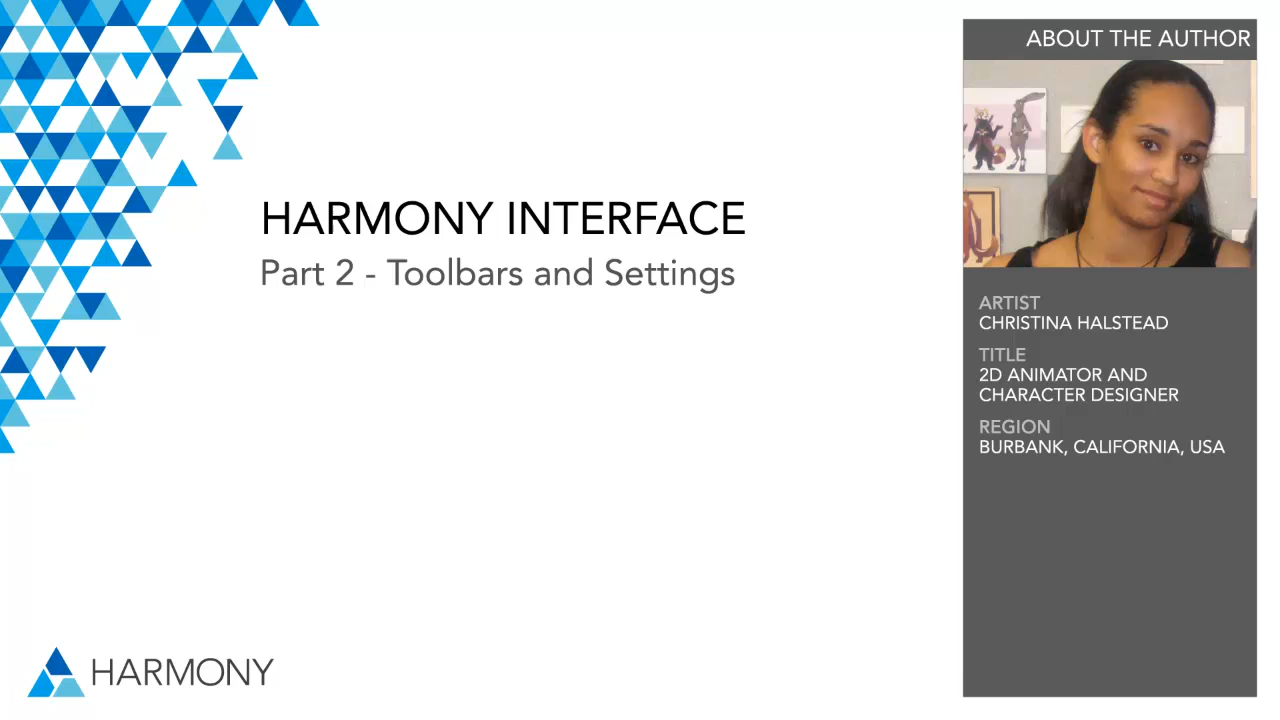 HARMONY INTERFACE
Part 2 - Toolbars and Settings
ABOUT THE AUTHOR
ARTIST
CHRISTINA HALSTEAD
TITLE
2D ANIMATOR AND
CHARACTER DESIGNER
REGION
BURBANK, CALIFORNIA, USA
HARMONY